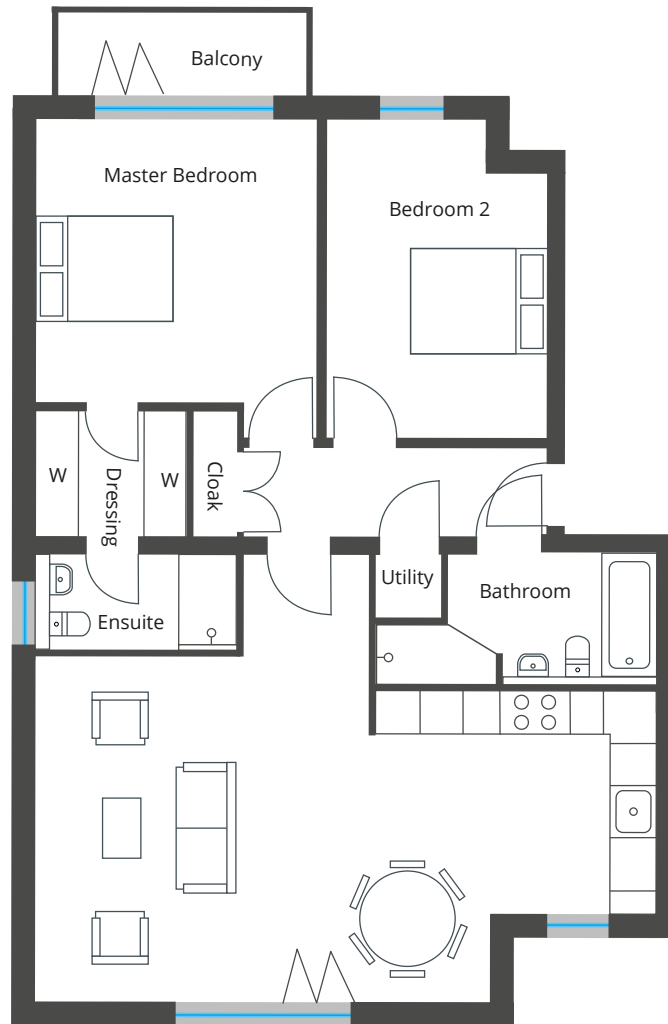 Balcony
Master Bedroom
Bedroom 2
W
Dressing
W
Cloak
Utility
Bathroom
Ensuite